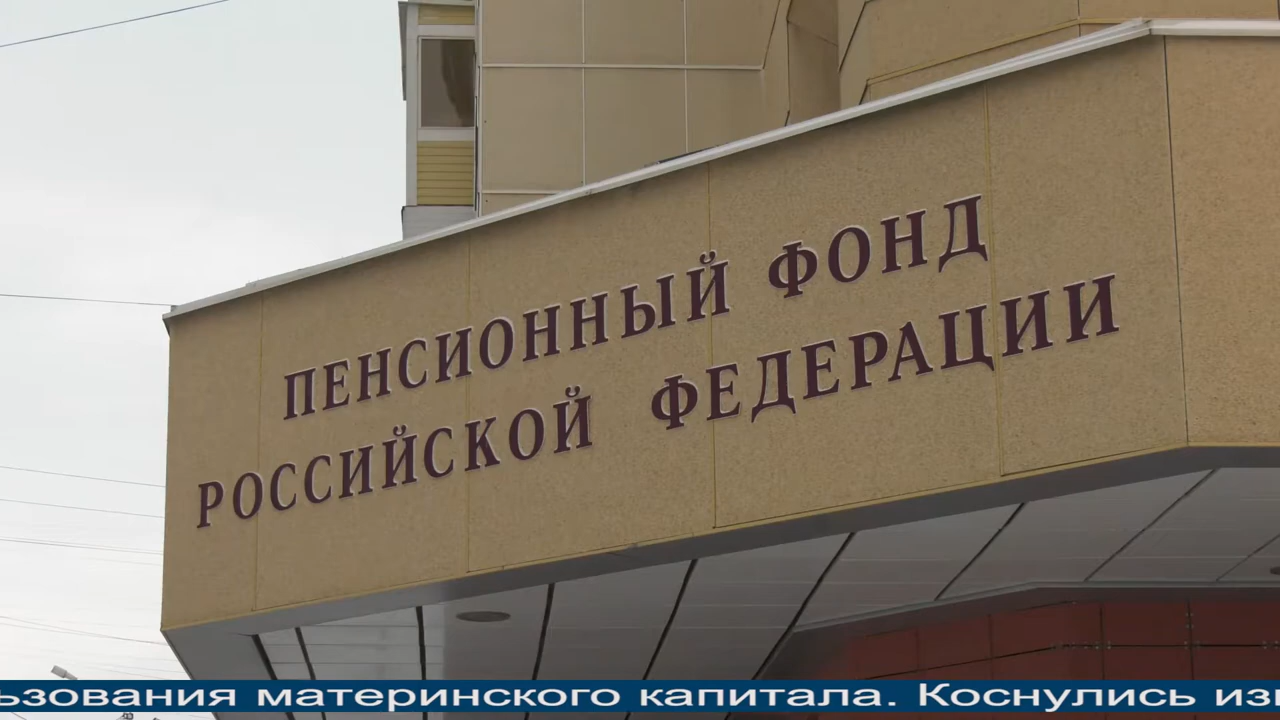 ПЕНСИОННЫЙ ФОНД
РОССИЙСКОЙ ФЕДЕРАЦИИ
материнского капитала. Коснулись